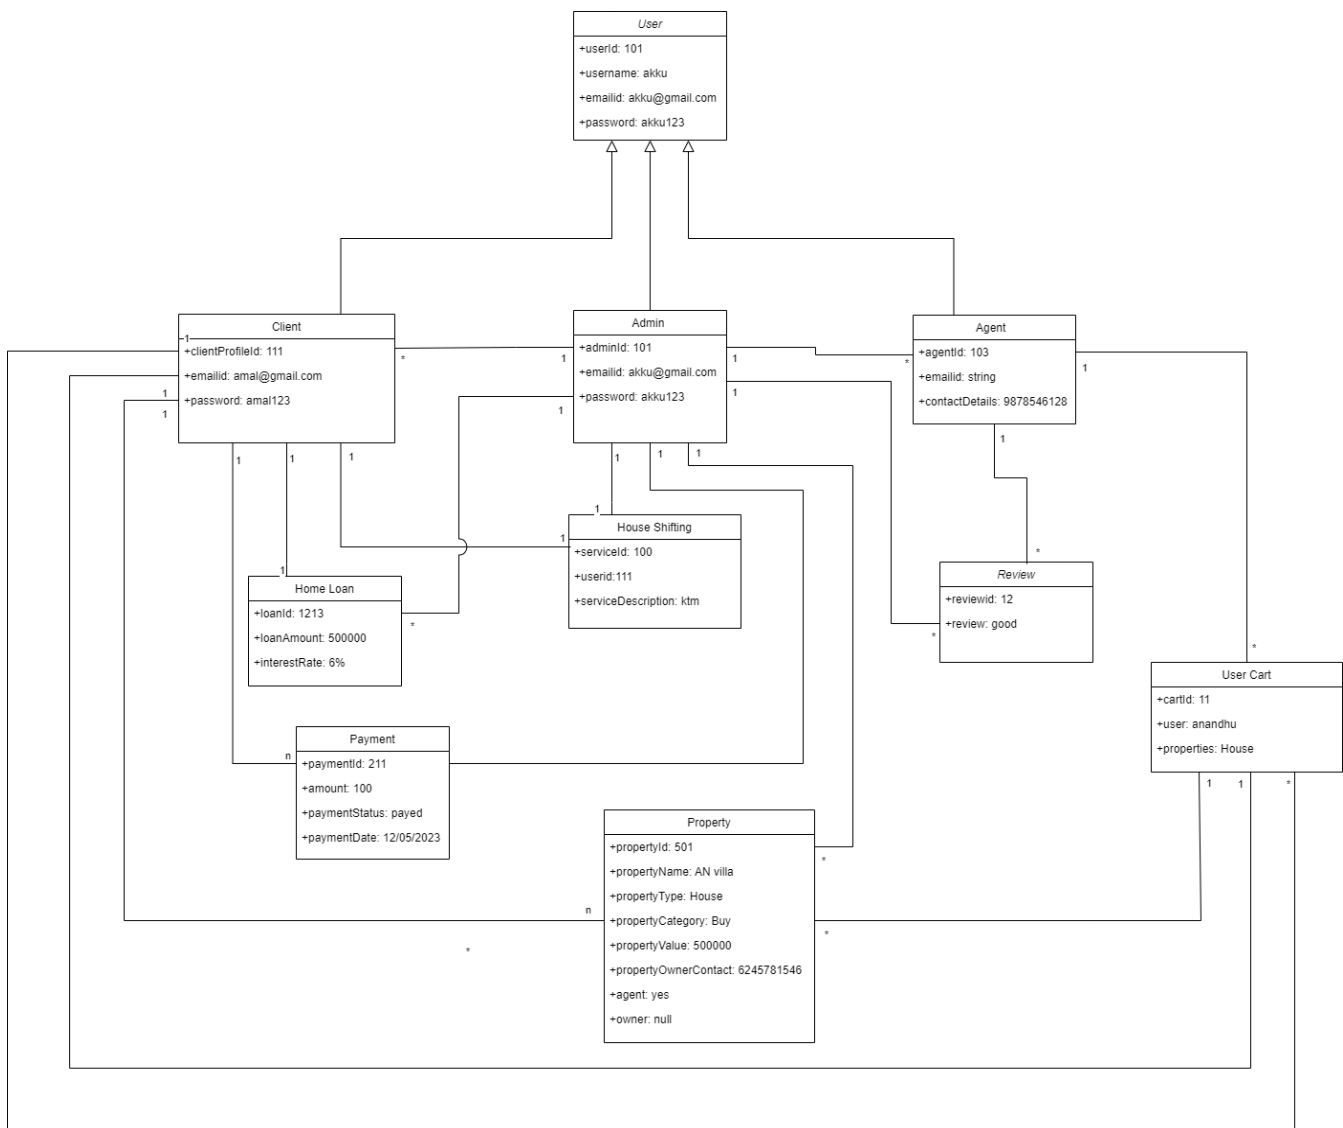 User
+userId: 101
+username: akku
+emailid: akku@gmail.com
+password: akku123
Client
1
+clientProfileId: 111
+emailid: amal@gmail.com
+password: amal123
1
1
*
1
Admin
+adminId: 101
+emailid: akku@gmail.com
+password: akku123
1
1
1
*
Agent
+agentId: 103
+emailid: string
+contactDetails: 9878546128
1
1
1
1
1
1
1
1
1
1
1
House Shifting
+serviceId: 100
+userid:111
+serviceDescription: ktm
1
Home Loan
+loanId: 1213
+loanAmount: 500000
+interestRate: 6%
*
*
Review
+reviewid: 12
+review: good
*
*
User Cart
+cartId: 11
+user: anandhu
+properties: House
1
1
*
n
Payment
+paymentId: 211
+amount: 100
+paymentStatus: payed
+paymentDate: 12/05/2023
Property
+propertyId: 501
+propertyName: AN villa
+propertyType: House
+propertyCategory: Buy
+propertyValue: 500000
+propertyOwnerContact: 6245781546
+agent: yes
+owner: null
*
n
*
*